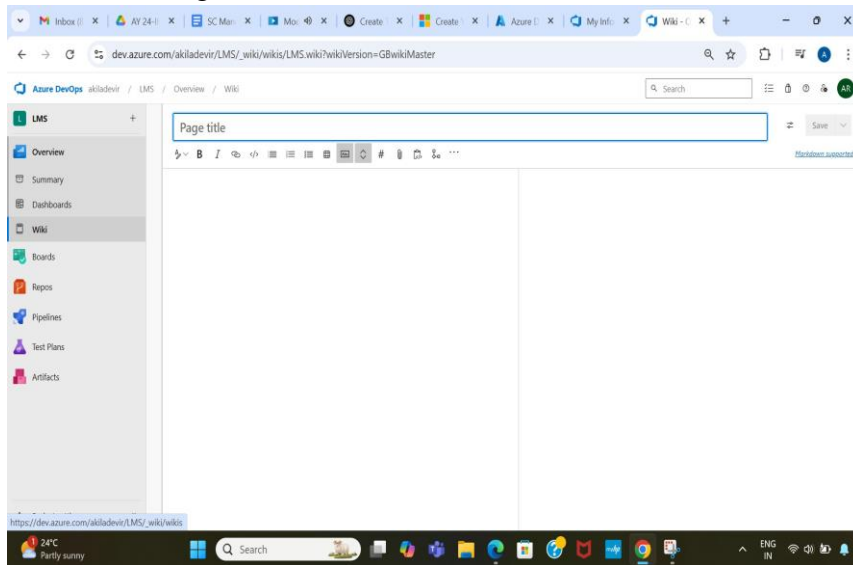 Inbox (
AY 24-I
SC Mar
Mo
Create
Create
Azure D
My Info
Wiki - C
dev.azure.com/akiladevir/LMS/_wiki/wikis/LMS.wiki?wikiVersion=GBwikiMaster
Azure DevOps akiladevir / LMS / Overview / Wiki
Search
AR
L LMS +
Page title
Save
B I
Markdown supported
Overview
Summary
Dashboards
Wiki
Boards
Repos
Pipelines
Test Plans
Artifacts
https://dev.azure.com/akiladevir/LMS/_wiki/wikis
24°C
Partly sunny
Search
ENG
IN